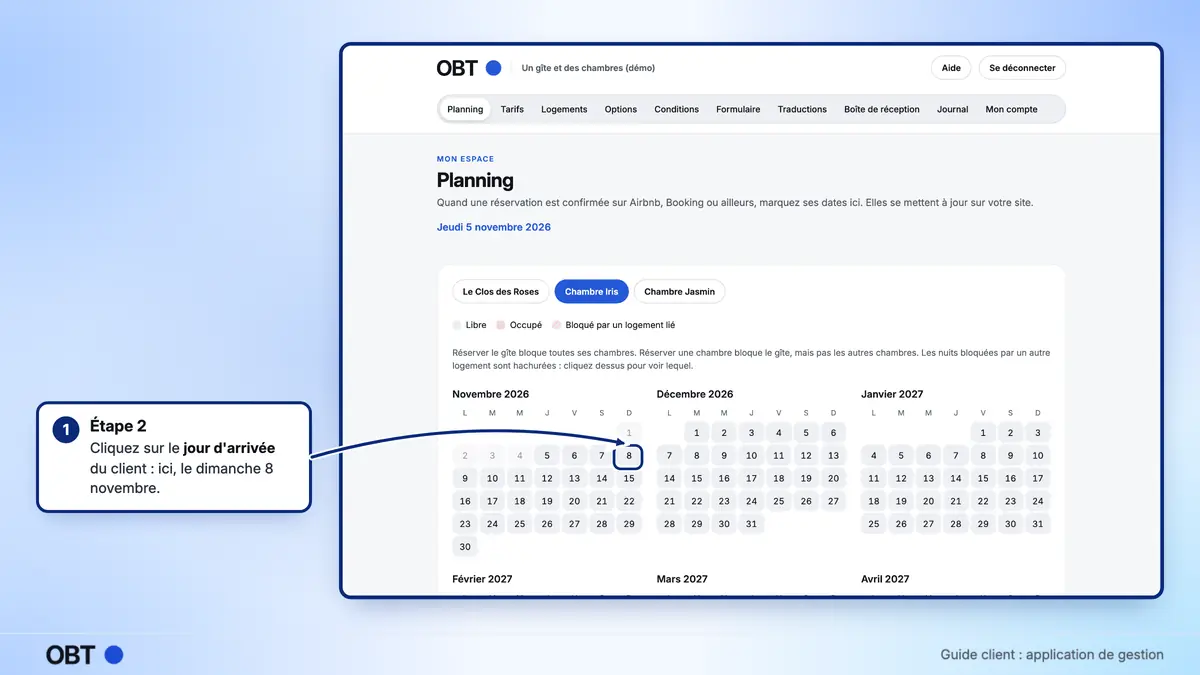 OBT
Un gîte et des chambres (démo)
Aide
Se déconnecter
Planning Tarifs Logements Options Conditions Formulaire Traductions Boîte de réception Journal Mon compte
MON ESPACE
Planning
Quand une réservation est confirmée sur Airbnb, Booking ou ailleurs, marquez ses dates ici. Elles se mettent à jour sur votre site.
Jeudi 5 novembre 2026
Le Clos des Roses Chambre Iris Chambre Jasmin
Libre Occupé Bloqué par un logement lié
Réserver le gîte bloque toutes ses chambres. Réserver une chambre bloque le gîte, mais pas les autres chambres. Les nuits bloquées par un autre
logement sont hachurées : cliquez dessus pour voir lequel.
Novembre 2026
L M M J V S D
1
2 3 4 5 6 7 8
9 10 11 12 13 14 15
16 17 18 19 20 21 22
23 24 25 26 27 28 29
30
Décembre 2026
L M M J V S D
1 2 3 4 5 6
7 8 9 10 11 12 13
14 15 16 17 18 19 20
21 22 23 24 25 26 27
28 29 30 31
Janvier 2027
L M M J V S D
1 2 3
4 5 6 7 8 9 10
11 12 13 14 15 16 17
18 19 20 21 22 23 24
25 26 27 28 29 30 31
Février 2027
Mars 2027
Avril 2027
1
Étape 2
Cliquez sur le jour d'arrivée
du client : ici, le dimanche 8
novembre.
OBT
Guide client : application de gestion